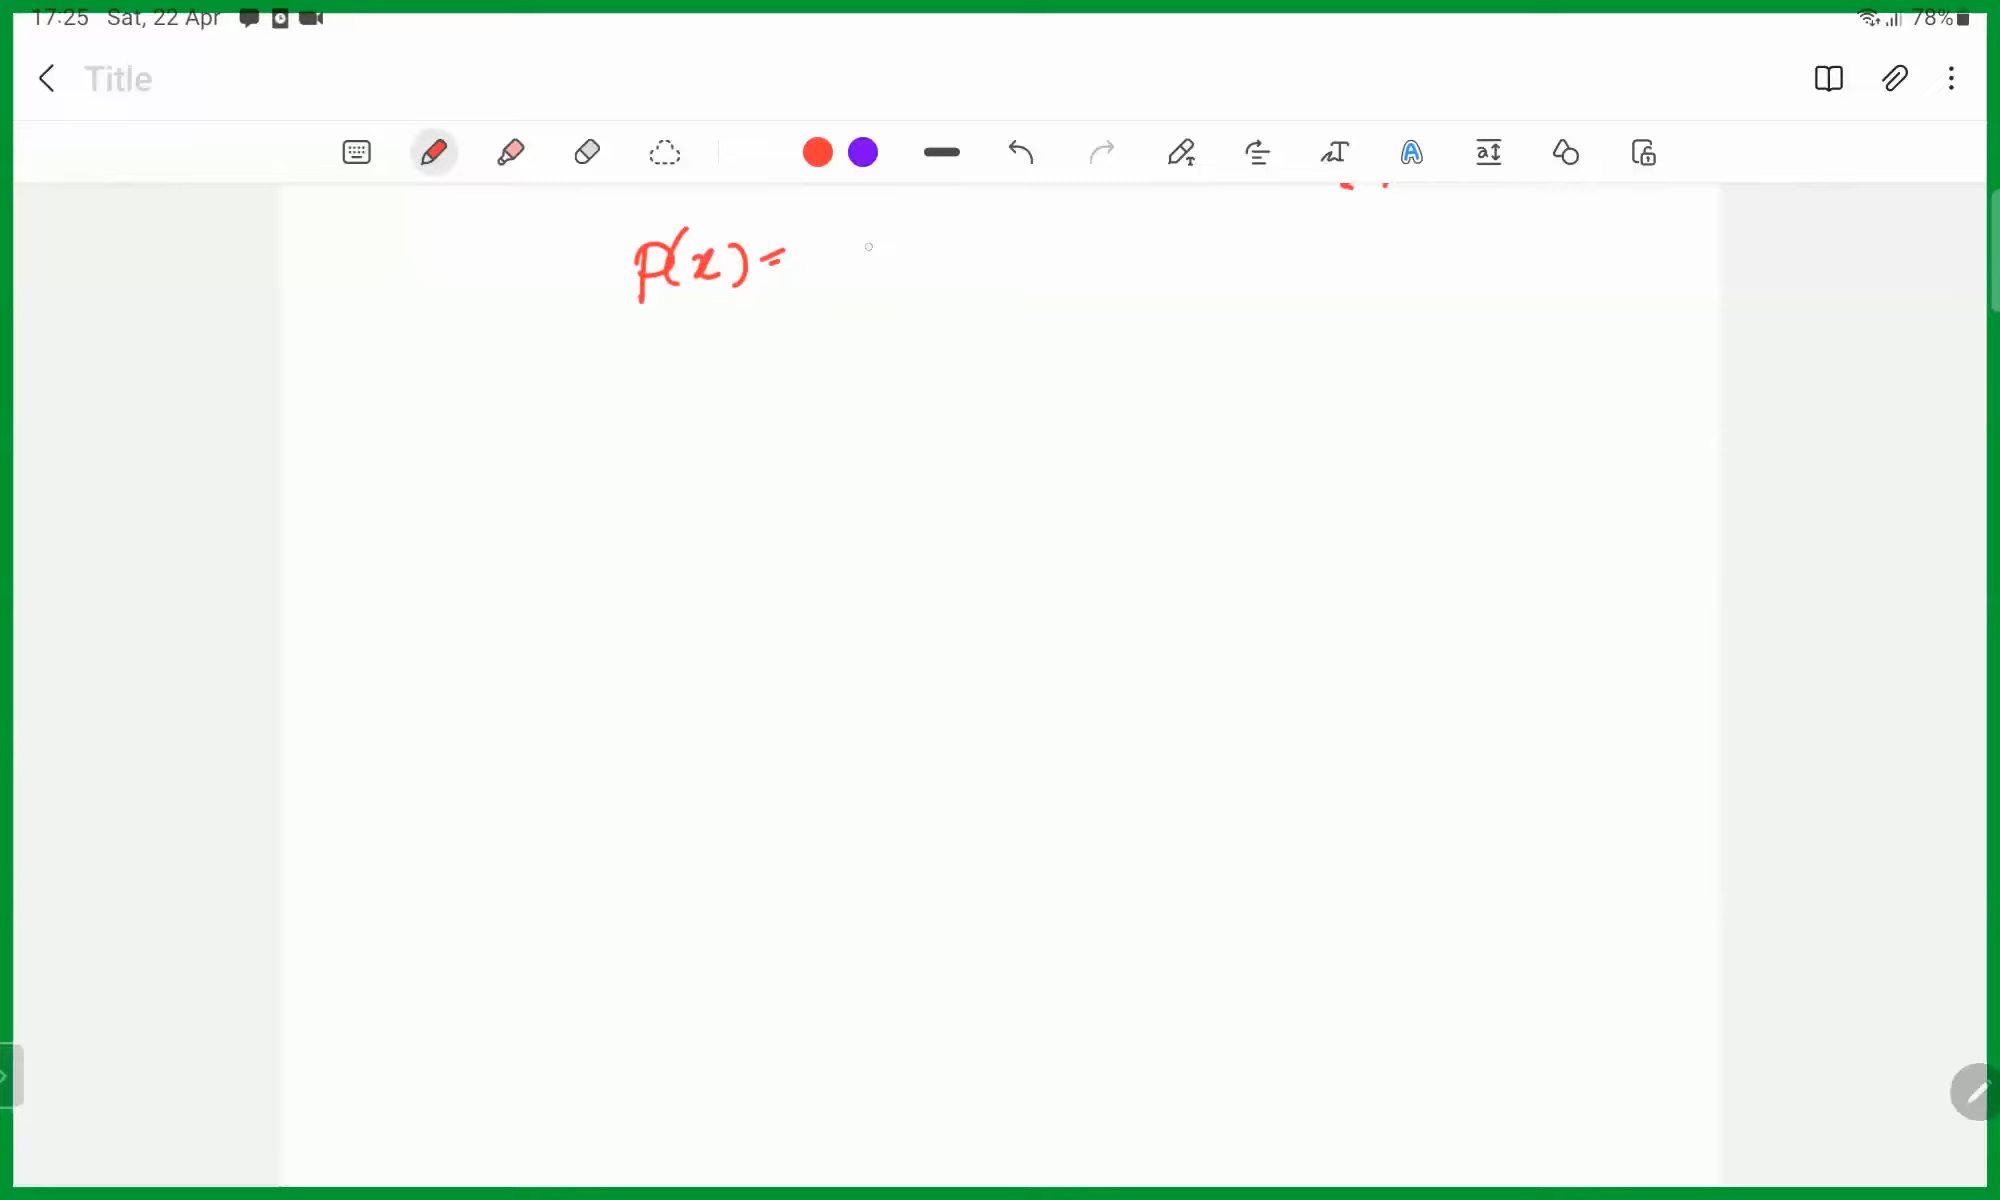 17:25 Sat, 22 Apr 78%
Title
a
P(x) =